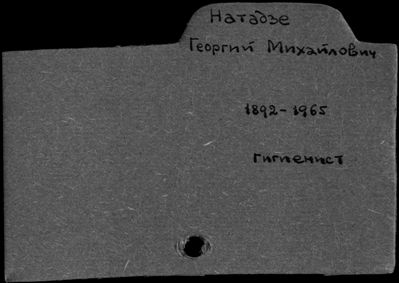 Натадзе
Георгий Михайлович
1892-1965
гигиенист